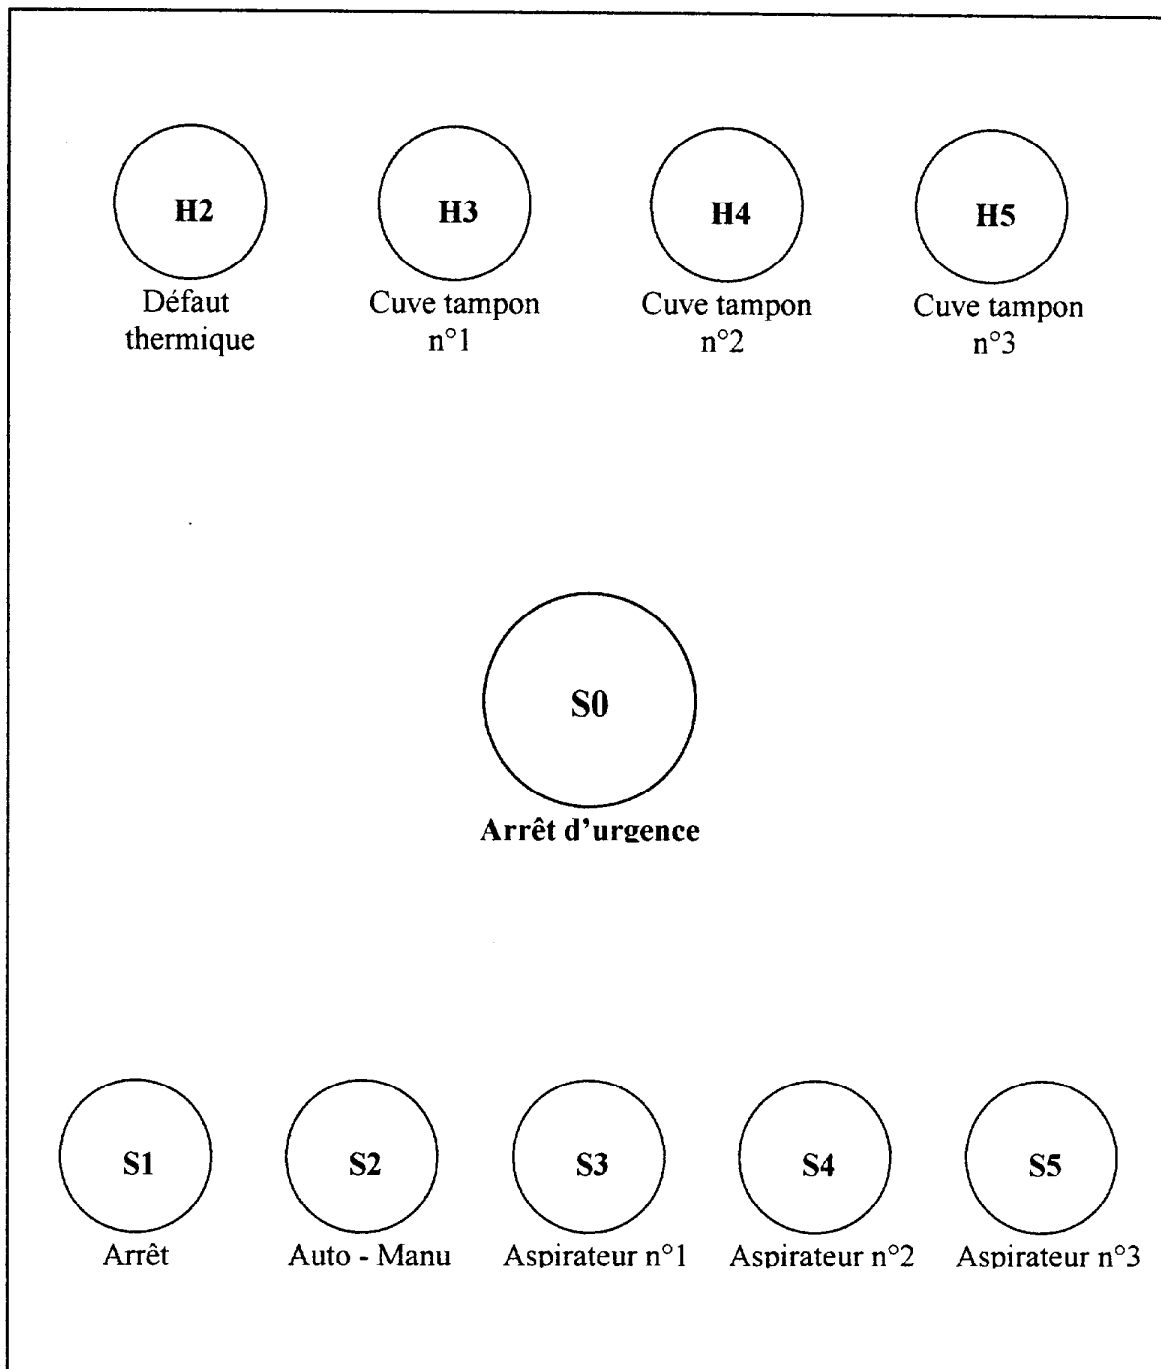 H2 H3 H4 H5
Défaut Cuve tampon Cuve tampon Cuve tampon
thermique n°1 n°2 n°3
S0
Arrêt d'urgence
S1 S2 S3 S4 S5
Arrêt Auto - Manu Aspirateur n°1 Aspirateur n°2 Aspirateur n°3